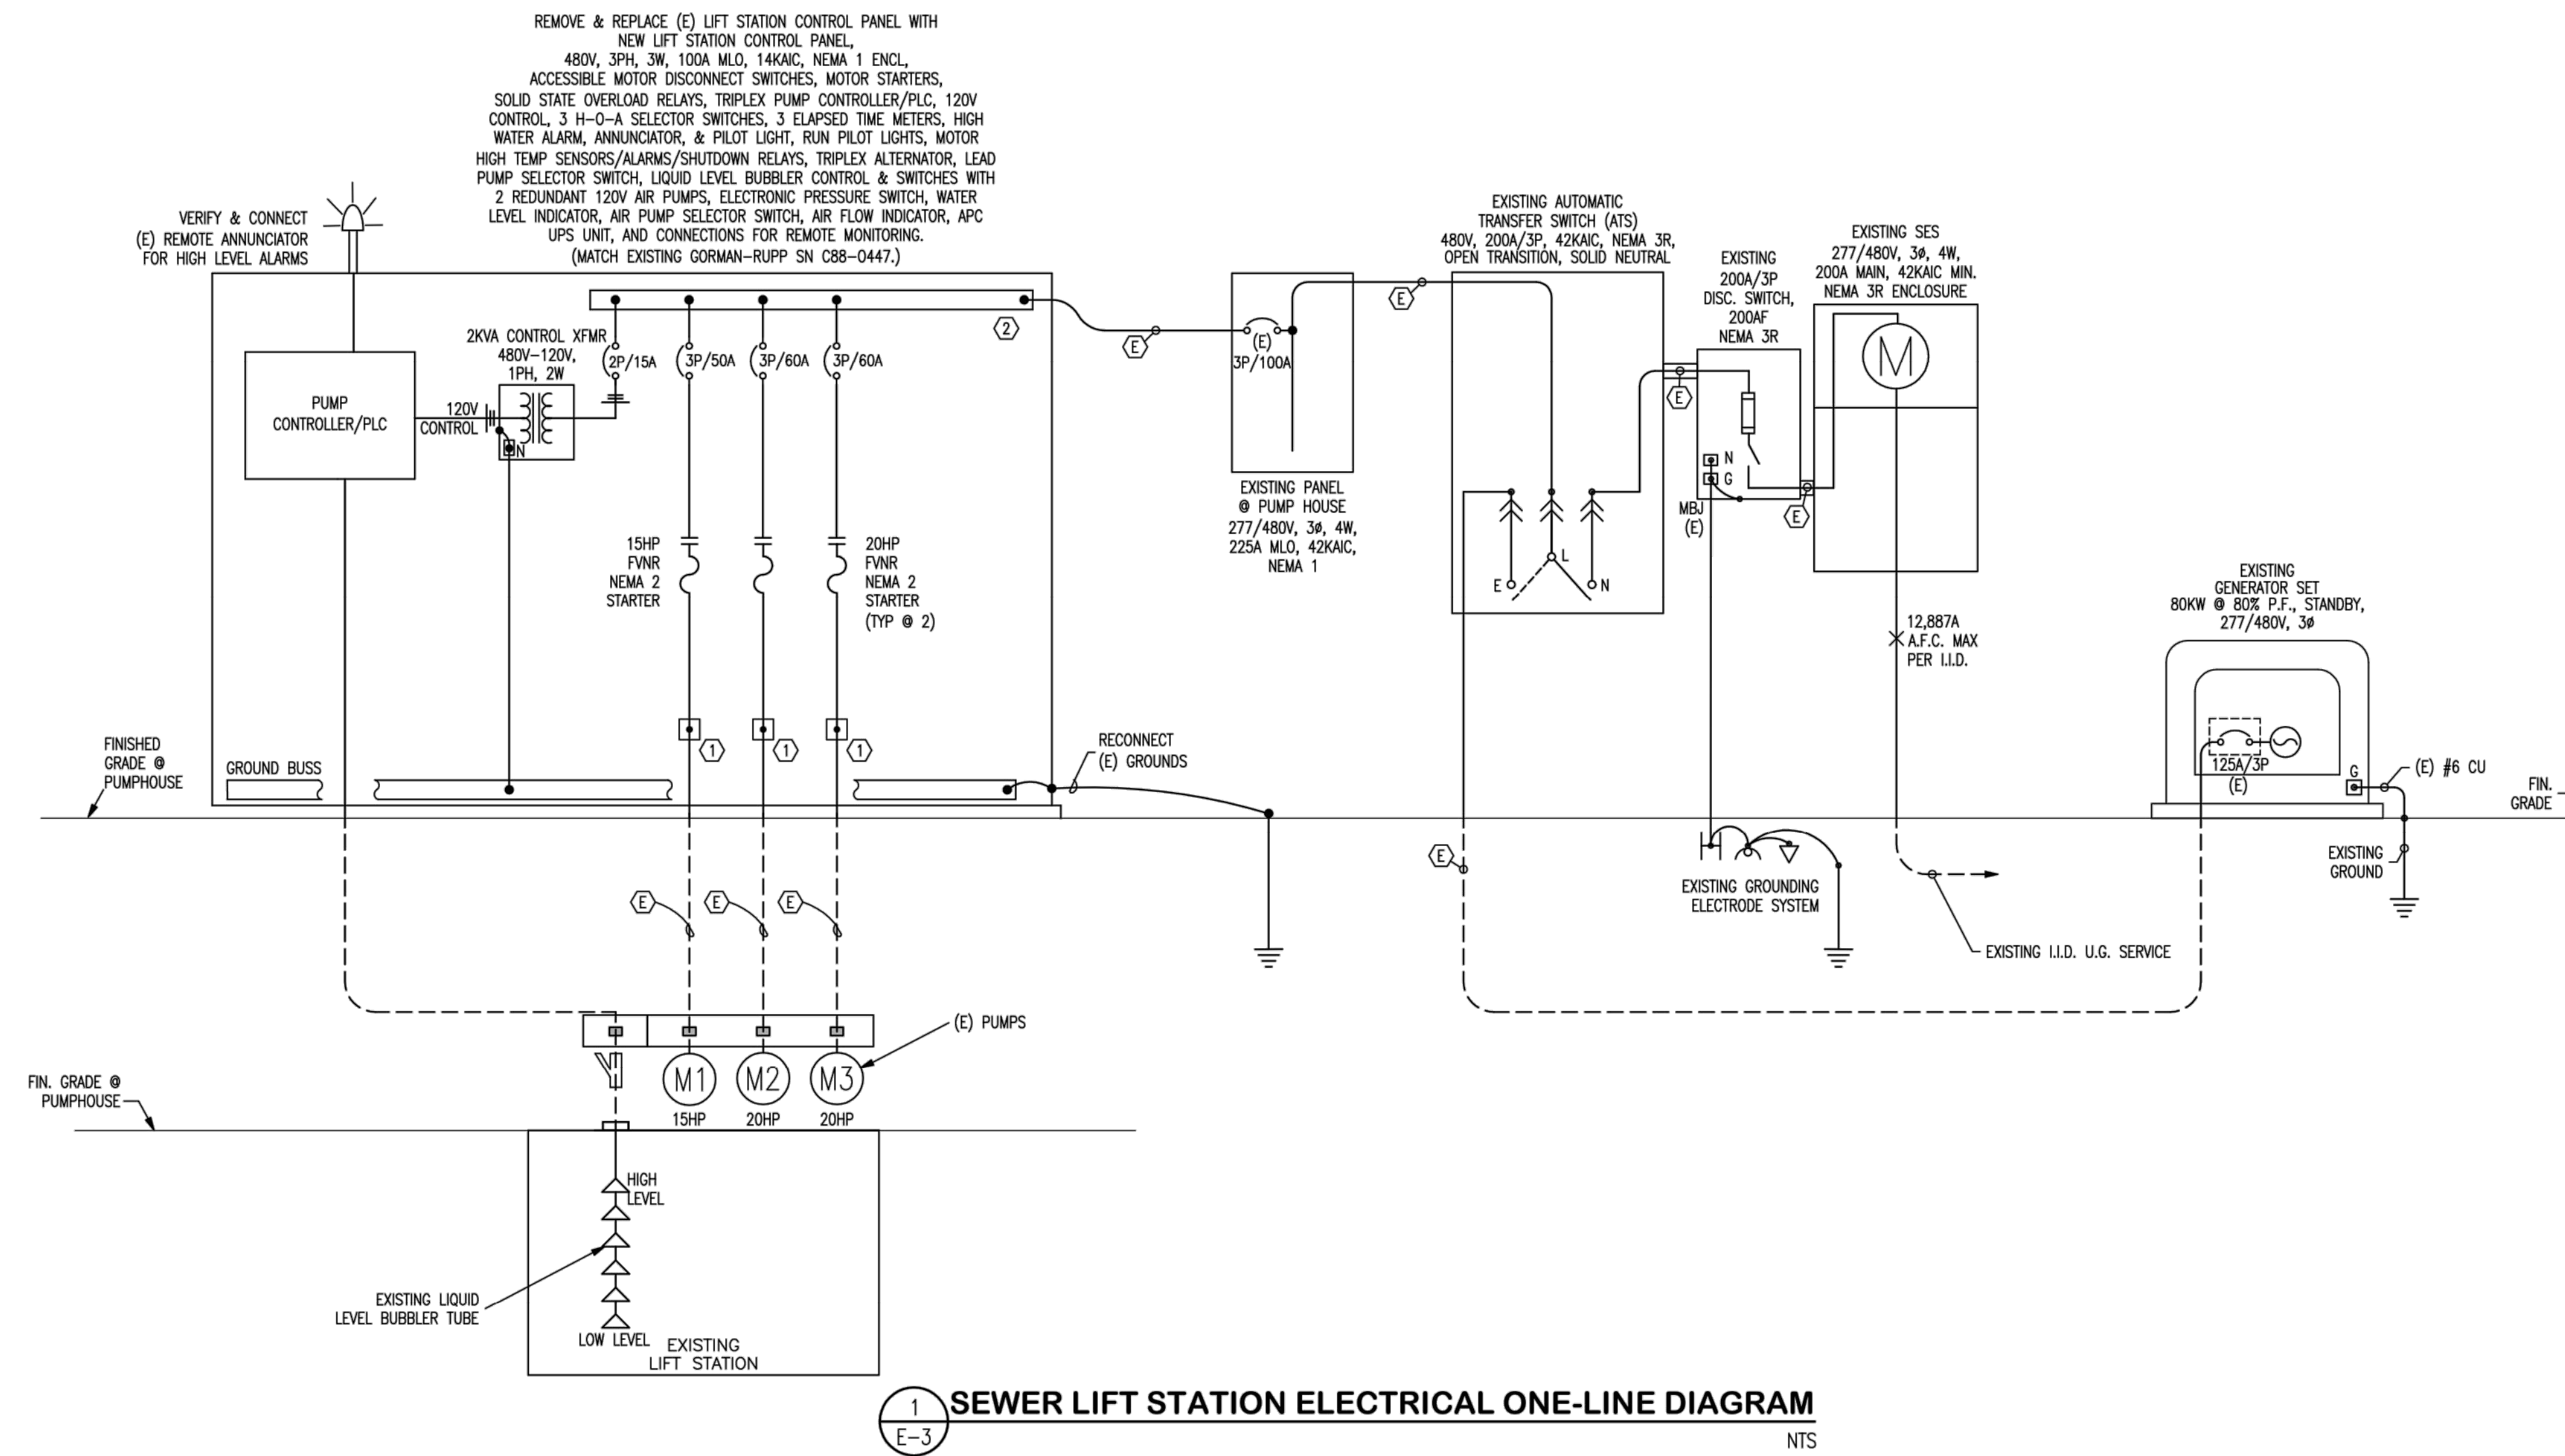 REMOVE & REPLACE (E) LIFT STATION CONTROL PANEL WITH
NEW LIFT STATION CONTROL PANEL,
480V, 3PH, 3W, 100A MLO, 14KAIC, NEMA 1 ENCL,
ACCESSIBLE MOTOR DISCONNECT SWITCHES, MOTOR STARTERS,
SOLID STATE OVERLOAD RELAYS, TRIPLEX PUMP CONTROLLER/PLC, 120V
CONTROL, 3 H-O-A SELECTOR SWITCHES, 3 ELAPSED TIME METERS, HIGH
WATER ALARM, ANNUNCIATOR, & PILOT LIGHT, RUN PILOT LIGHTS, MOTOR
HIGH TEMP SENSORS/ALARMS/SHUTDOWN RELAYS, TRIPLEX ALTERNATOR, LEAD
PUMP SELECTOR SWITCH, LIQUID LEVEL BUBBLER CONTROL & SWITCHES WITH
2 REDUNDANT 120V AIR PUMPS, ELECTRONIC PRESSURE SWITCH, WATER
LEVEL INDICATOR, AIR PUMP SELECTOR SWITCH, AIR FLOW INDICATOR, APC
UPS UNIT, AND CONNECTIONS FOR REMOTE MONITORING.
(MATCH EXISTING GORMAN-RUPP SN C88-0447.)
VERIFY & CONNECT
(E) REMOTE ANNUNCIATOR
FOR HIGH LEVEL ALARMS
PUMP
CONTROLLER/PLC
120V
CONTROL
2KVA CONTROL XFMR
480V-120V,
1PH, 2W
N
2P/15A
3P/50A
3P/60A
3P/60A
2
E
(E)
3P/100A
EXISTING PANEL
@ PUMP HOUSE
277/480V, 3ø, 4W,
225A MLO, 42KAIC,
NEMA 1
E
EXISTING AUTOMATIC
TRANSFER SWITCH (ATS)
480V, 200A/3P, 42KAIC, NEMA 3R,
OPEN TRANSITION, SOLID NEUTRAL
E
L
N
E
EXISTING
200A/3P
DISC. SWITCH,
200AF
NEMA 3R
N
G
MBJ
(E)
E
EXISTING SES
277/480V, 3ø, 4W,
200A MAIN, 42KAIC MIN.
NEMA 3R ENCLOSURE
M
12,887A
A.F.C. MAX
PER I.I.D.
EXISTING
GENERATOR SET
80KW @ 80% P.F., STANDBY,
277/480V, 3ø
125A/3P
(E)
G
(E) #6 CU
FIN.
GRADE
EXISTING
GROUND
15HP
FVNR
NEMA 2
STARTER
20HP
FVNR
NEMA 2
STARTER
(TYP @ 2)
1
1
1
FINISHED
GRADE @
PUMPHOUSE
GROUND BUSS
RECONNECT
(E) GROUNDS
E
E
E
E
EXISTING GROUNDING
ELECTRODE SYSTEM
EXISTING I.I.D. U.G. SERVICE
(E) PUMPS
M1
M2
M3
15HP
20HP
20HP
FIN. GRADE @
PUMPHOUSE
HIGH
LEVEL
EXISTING LIQUID
LEVEL BUBBLER TUBE
LOW LEVEL
EXISTING
LIFT STATION
1
E-3
SEWER LIFT STATION ELECTRICAL ONE-LINE DIAGRAM
NTS